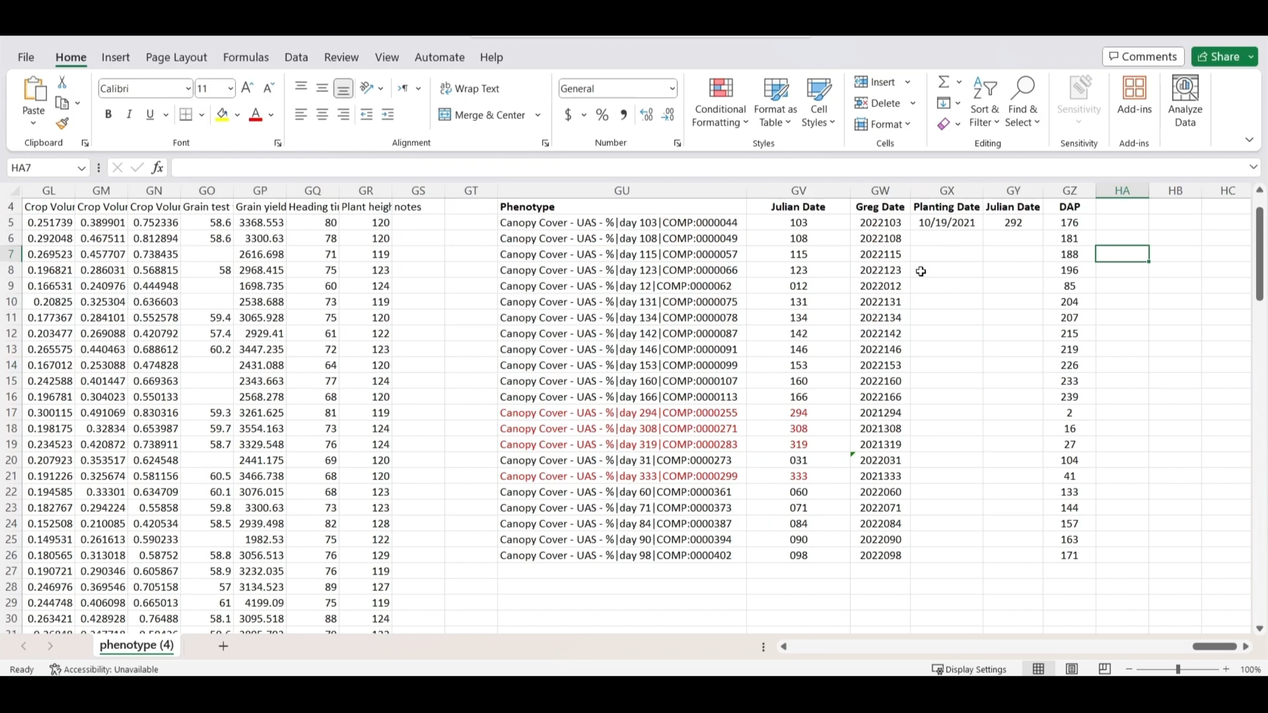 File Home Insert Page Layout Formulas Data Review View Automate Help Comments Share
Paste Calibri 11 Wrap Text General Conditional Formatting Format as Table Cell Styles Insert Delete Format Sort & Filter Find & Select Sensitivity Add-ins Analyze Data
B I U Merge & Center $ %
Clipboard Font Alignment Number Styles Cells Editing Sensitivity Add-ins
HA7 fx
GL GM GN GO GP GQ GR GS GT GU GV GW GX GY GZ HA HB HC
4 Crop Volur Crop Volur Crop Volur Grain test Grain yield Heading ti Plant heigh notes Phenotype Julian Date Greg Date Planting Date Julian Date DAP
5 0.251739 0.389901 0.752336 58.6 3368.553 80 120 Canopy Cover - UAS - %|day 103|COMP:0000044 103 2022103 10/19/2021 292 176
6 0.292048 0.467511 0.812894 58.6 3300.63 78 120 Canopy Cover - UAS - %|day 108|COMP:0000049 108 2022108 181
7 0.269523 0.457707 0.738435 2616.698 71 119 Canopy Cover - UAS - %|day 115|COMP:0000057 115 2022115 188
8 0.196821 0.286031 0.568815 58 2968.415 75 123 Canopy Cover - UAS - %|day 123|COMP:0000066 123 2022123 196
9 0.166531 0.240976 0.444948 1698.735 60 124 Canopy Cover - UAS - %|day 12|COMP:0000062 012 2022012 85
10 0.20825 0.325304 0.636603 2538.688 73 119 Canopy Cover - UAS - %|day 131|COMP:0000075 131 2022131 204
11 0.177367 0.284101 0.552578 59.4 3065.928 75 120 Canopy Cover - UAS - %|day 134|COMP:0000078 134 2022134 207
12 0.203477 0.269088 0.420792 57.4 2929.41 61 122 Canopy Cover - UAS - %|day 142|COMP:0000087 142 2022142 215
13 0.265575 0.440463 0.688612 60.2 3447.235 72 123 Canopy Cover - UAS - %|day 146|COMP:0000091 146 2022146 219
14 0.167012 0.253088 0.474828 2431.088 64 120 Canopy Cover - UAS - %|day 153|COMP:0000099 153 2022153 226
15 0.242588 0.401447 0.669363 2343.663 77 124 Canopy Cover - UAS - %|day 160|COMP:0000107 160 2022160 233
16 0.196781 0.304023 0.550133 2568.278 68 120 Canopy Cover - UAS - %|day 166|COMP:0000113 166 2022166 239
17 0.300115 0.491069 0.830316 59.3 3261.625 81 119 Canopy Cover - UAS - %|day 294|COMP:0000255 294 2021294 2
18 0.198175 0.32834 0.653987 59.7 3554.163 73 124 Canopy Cover - UAS - %|day 308|COMP:0000271 308 2021308 16
19 0.234523 0.420872 0.738911 58.7 3329.548 76 124 Canopy Cover - UAS - %|day 319|COMP:0000283 319 2021319 27
20 0.207923 0.353517 0.624548 2441.175 69 120 Canopy Cover - UAS - %|day 31|COMP:0000273 031 2022031 104
21 0.191226 0.325674 0.581156 60.5 3466.738 68 120 Canopy Cover - UAS - %|day 333|COMP:0000299 333 2021333 41
22 0.194585 0.33301 0.634709 60.1 3076.015 68 123 Canopy Cover - UAS - %|day 60|COMP:0000361 060 2022060 133
23 0.182767 0.294224 0.55858 59.8 3300.63 73 123 Canopy Cover - UAS - %|day 71|COMP:0000373 071 2022071 144
24 0.152508 0.210085 0.420534 58.5 2939.498 82 128 Canopy Cover - UAS - %|day 84|COMP:0000387 084 2022084 157
25 0.149531 0.261613 0.590233 1982.53 75 122 Canopy Cover - UAS - %|day 90|COMP:0000394 090 2022090 163
26 0.180565 0.313018 0.58752 58.8 3056.513 76 129 Canopy Cover - UAS - %|day 98|COMP:0000402 098 2022098 171
27 0.190721 0.290346 0.605867 58.9 3232.035 76 119
28 0.246976 0.369546 0.705158 57 3134.523 89 127
29 0.244748 0.406098 0.665013 61 4199.09 75 119
30 0.263421 0.428928 0.76488 58.1 3095.518 88 124
phenotype (4)
Ready Accessibility: Unavailable Display Settings 100%